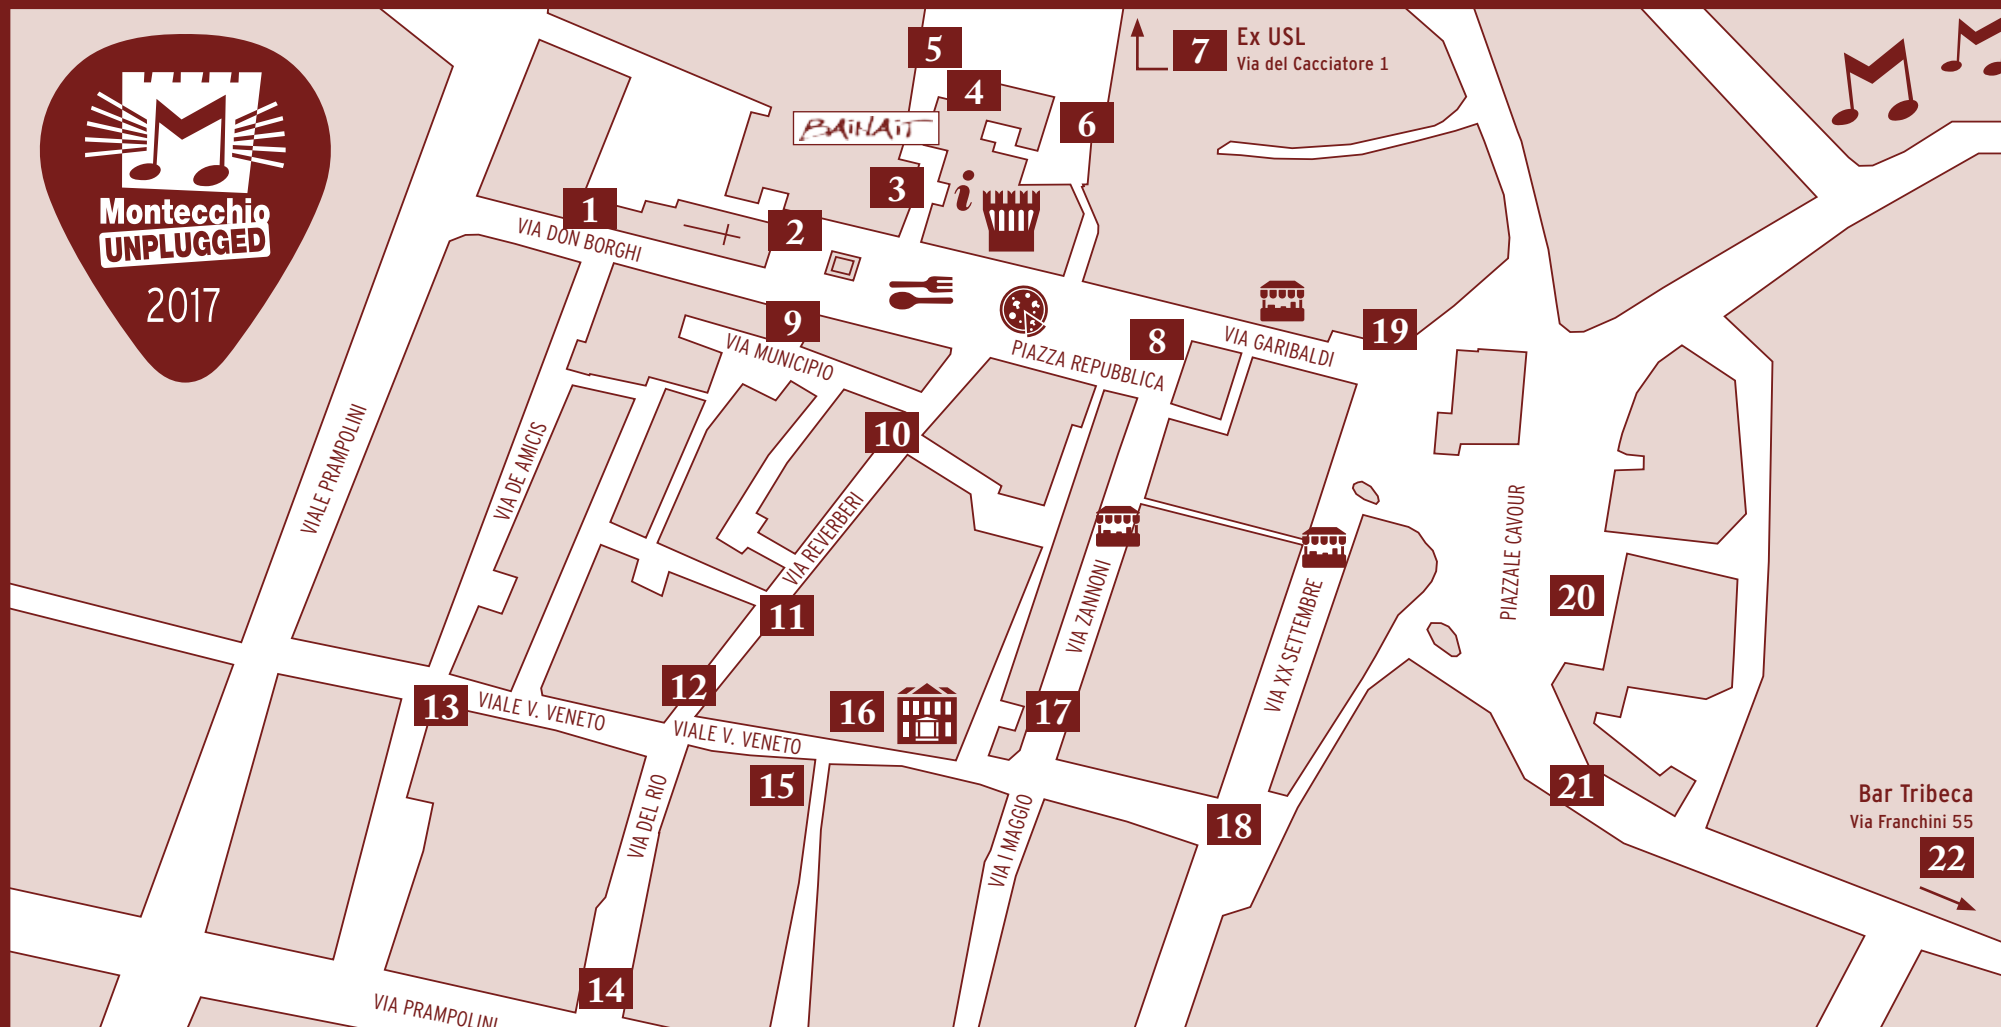 Montecchio
UNPLUGGED
2017
5
4
6
7
Ex USL
Via del Cacciatore 1
BAINAIT
3
i
1
2
VIA DON BORGHI
9
VIA MUNICIPIO
PIAZZA REPUBBLICA
8
VIA GARIBALDI
19
VIALE PRAMPOLINI
VIA DE AMICIS
10
VIA REVERBERI
11
VIA ZANNONI
VIA XX SETTEMBRE
PIAZZALE CAVOUR
20
12
13
VIALE V. VENETO
VIALE V. VENETO
16
17
15
VIA DEL RIO
VIA I MAGGIO
18
21
Bar Tribeca
Via Franchini 55
22
14
VIA PRAMPOLINI